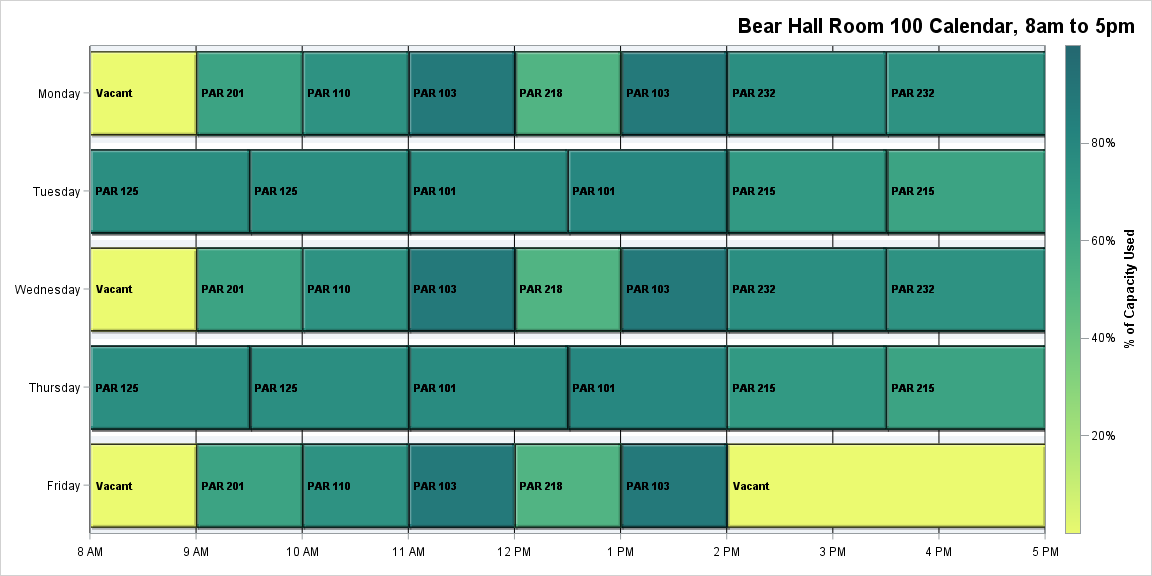 Bear Hall Room 100 Calendar, 8am to 5pm
Monday
Vacant
PAR 201
PAR 110
PAR 103
PAR 218
PAR 103
PAR 232
PAR 232
Tuesday
PAR 125
PAR 125
PAR 101
PAR 101
PAR 215
PAR 215
Wednesday
Vacant
PAR 201
PAR 110
PAR 103
PAR 218
PAR 103
PAR 232
PAR 232
Thursday
PAR 125
PAR 125
PAR 101
PAR 101
PAR 215
PAR 215
Friday
Vacant
PAR 201
PAR 110
PAR 103
PAR 218
PAR 103
Vacant
8 AM
9 AM
10 AM
11 AM
12 PM
1 PM
2 PM
3 PM
4 PM
5 PM
80%
60%
40%
20%
% of Capacity Used